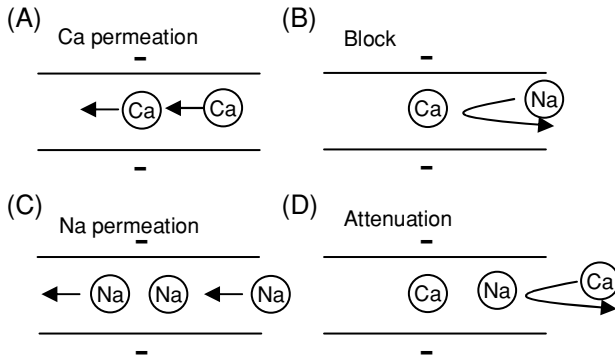 (A)
Ca permeation
-
Ca
Ca
-
(B)
Block
-
Ca
Na
-
(C)
Na permeation
-
Na
Na
Na
-
(D)
Attenuation
-
Ca
Na
Ca
-